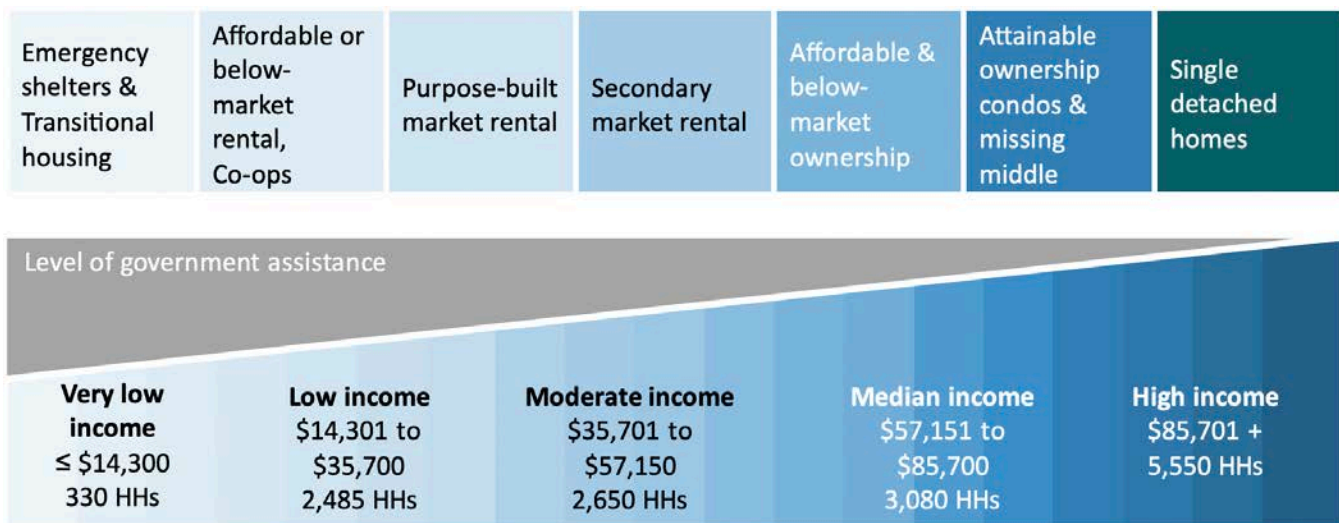 Emergency
shelters &
Transitional
housing
Affordable or
below-
market
rental,
Co-ops
Purpose-built
market rental
Secondary
market rental
Affordable &
below-
market
ownership
Attainable
ownership
condos &
missing
middle
Single
detached
homes
Level of government assistance
Very low
income
≤ $14,300
330 HHs
Low income
$14,301 to
$35,700
2,485 HHs
Moderate income
$35,701 to
$57,150
2,650 HHs
Median income
$57,151 to
$85,700
3,080 HHs
High income
$85,701 +
5,550 HHs